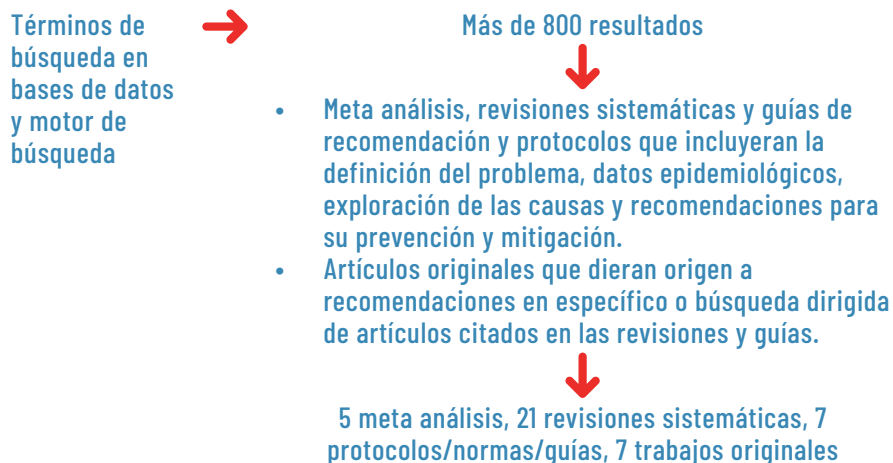 Términos de
búsqueda en
bases de datos
y motor de
búsqueda
Más de 800 resultados
• Meta análisis, revisiones sistemáticas y guías de
recomendación y protocolos que incluyeran la
definición del problema, datos epidemiológicos,
exploración de las causas y recomendaciones para
su prevención y mitigación.
• Artículos originales que dieran origen a
recomendaciones en específico o búsqueda dirigida
de artículos citados en las revisiones y guías.
5 meta análisis, 21 revisiones sistemáticas, 7
protocolos/normas/guías, 7 trabajos originales